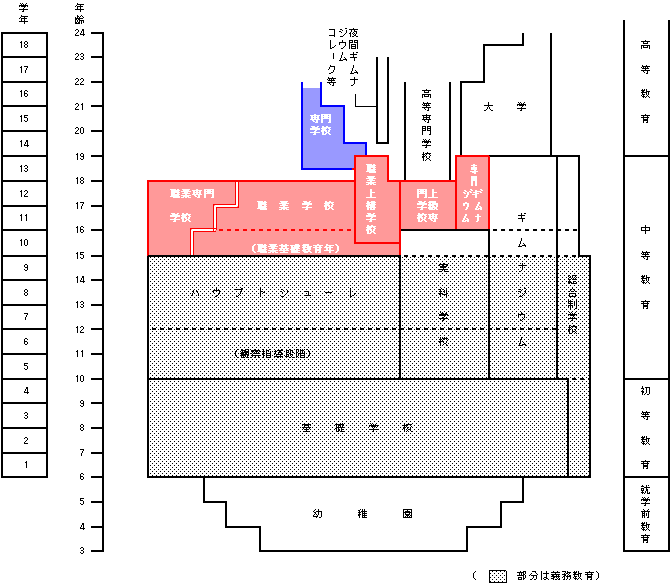 学年
年齢
24
23
22
21
20
19
18
17
16
15
14
13
12
11
10
9
8
7
6
5
4
3
18
17
16
15
14
13
12
11
10
9
8
7
6
5
4
3
2
1
夜間ギムナ
ジウム
コレーク等
専門
学校
高等専門学校
大学
職業専門
学校
職業学校
(職業基礎教育年)
職業上構学校
上級専
門学校
専門ギムナ
ジウム
ギムナジウム
ハウプトシューレ
(観察指導段階)
実科学校
総合制学校
基礎学校
幼稚園
高等教育
中等教育
初等教育
就学前教育
( 部分は義務教育)